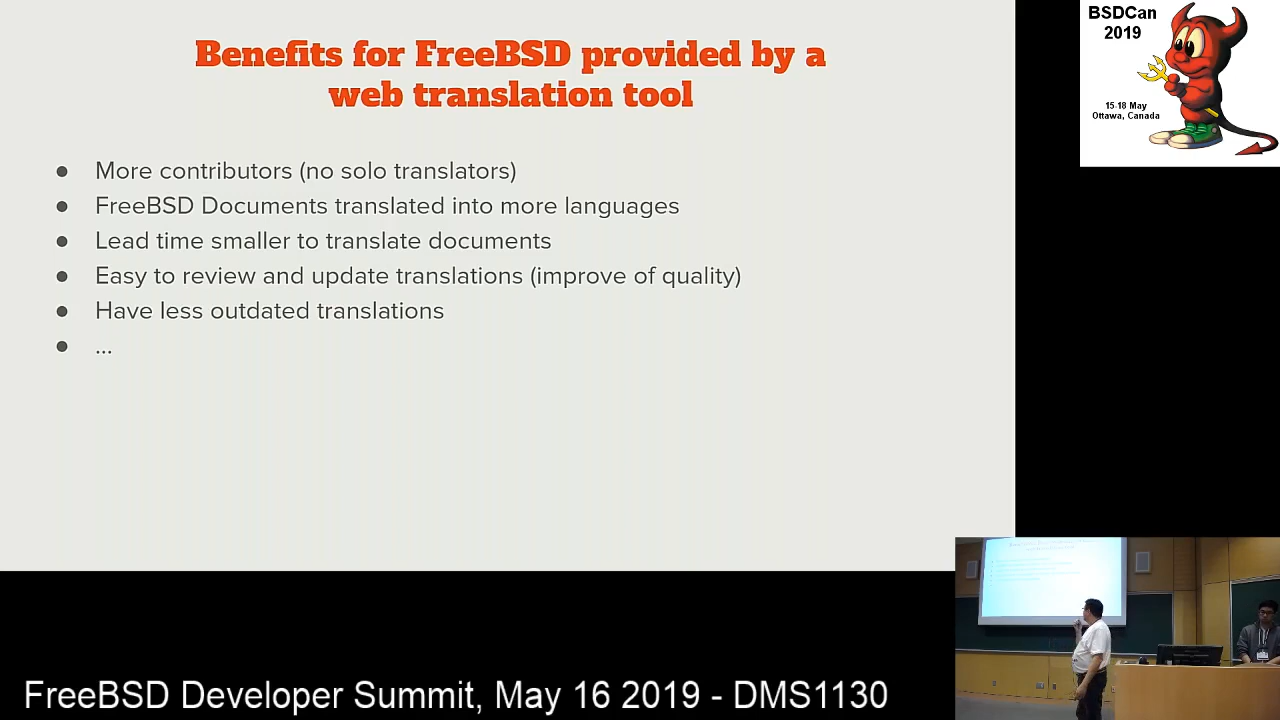 Benefits for FreeBSD provided by a
web translation tool
● More contributors (no solo translators)
● FreeBSD Documents translated into more languages
● Lead time smaller to translate documents
● Easy to review and update translations (improve of quality)
● Have less outdated translations
● ...
BSDCan
2019
15-18 May
Ottawa, Canada
FreeBSD Developer Summit, May 16 2019 - DMS1130